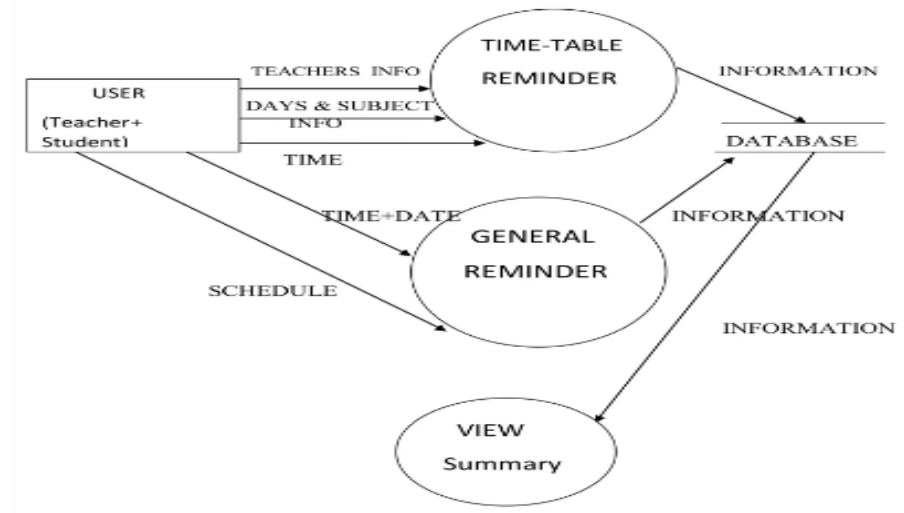 TIME-TABLE
REMINDER
TEACHERS INFO
INFORMATION
USER
(Teacher+
Student)
DAYS & SUBJECT
INFO
TIME
DATABASE
TIME+DATE
INFORMATION
GENERAL
REMINDER
SCHEDULE
INFORMATION
VIEW
Summary